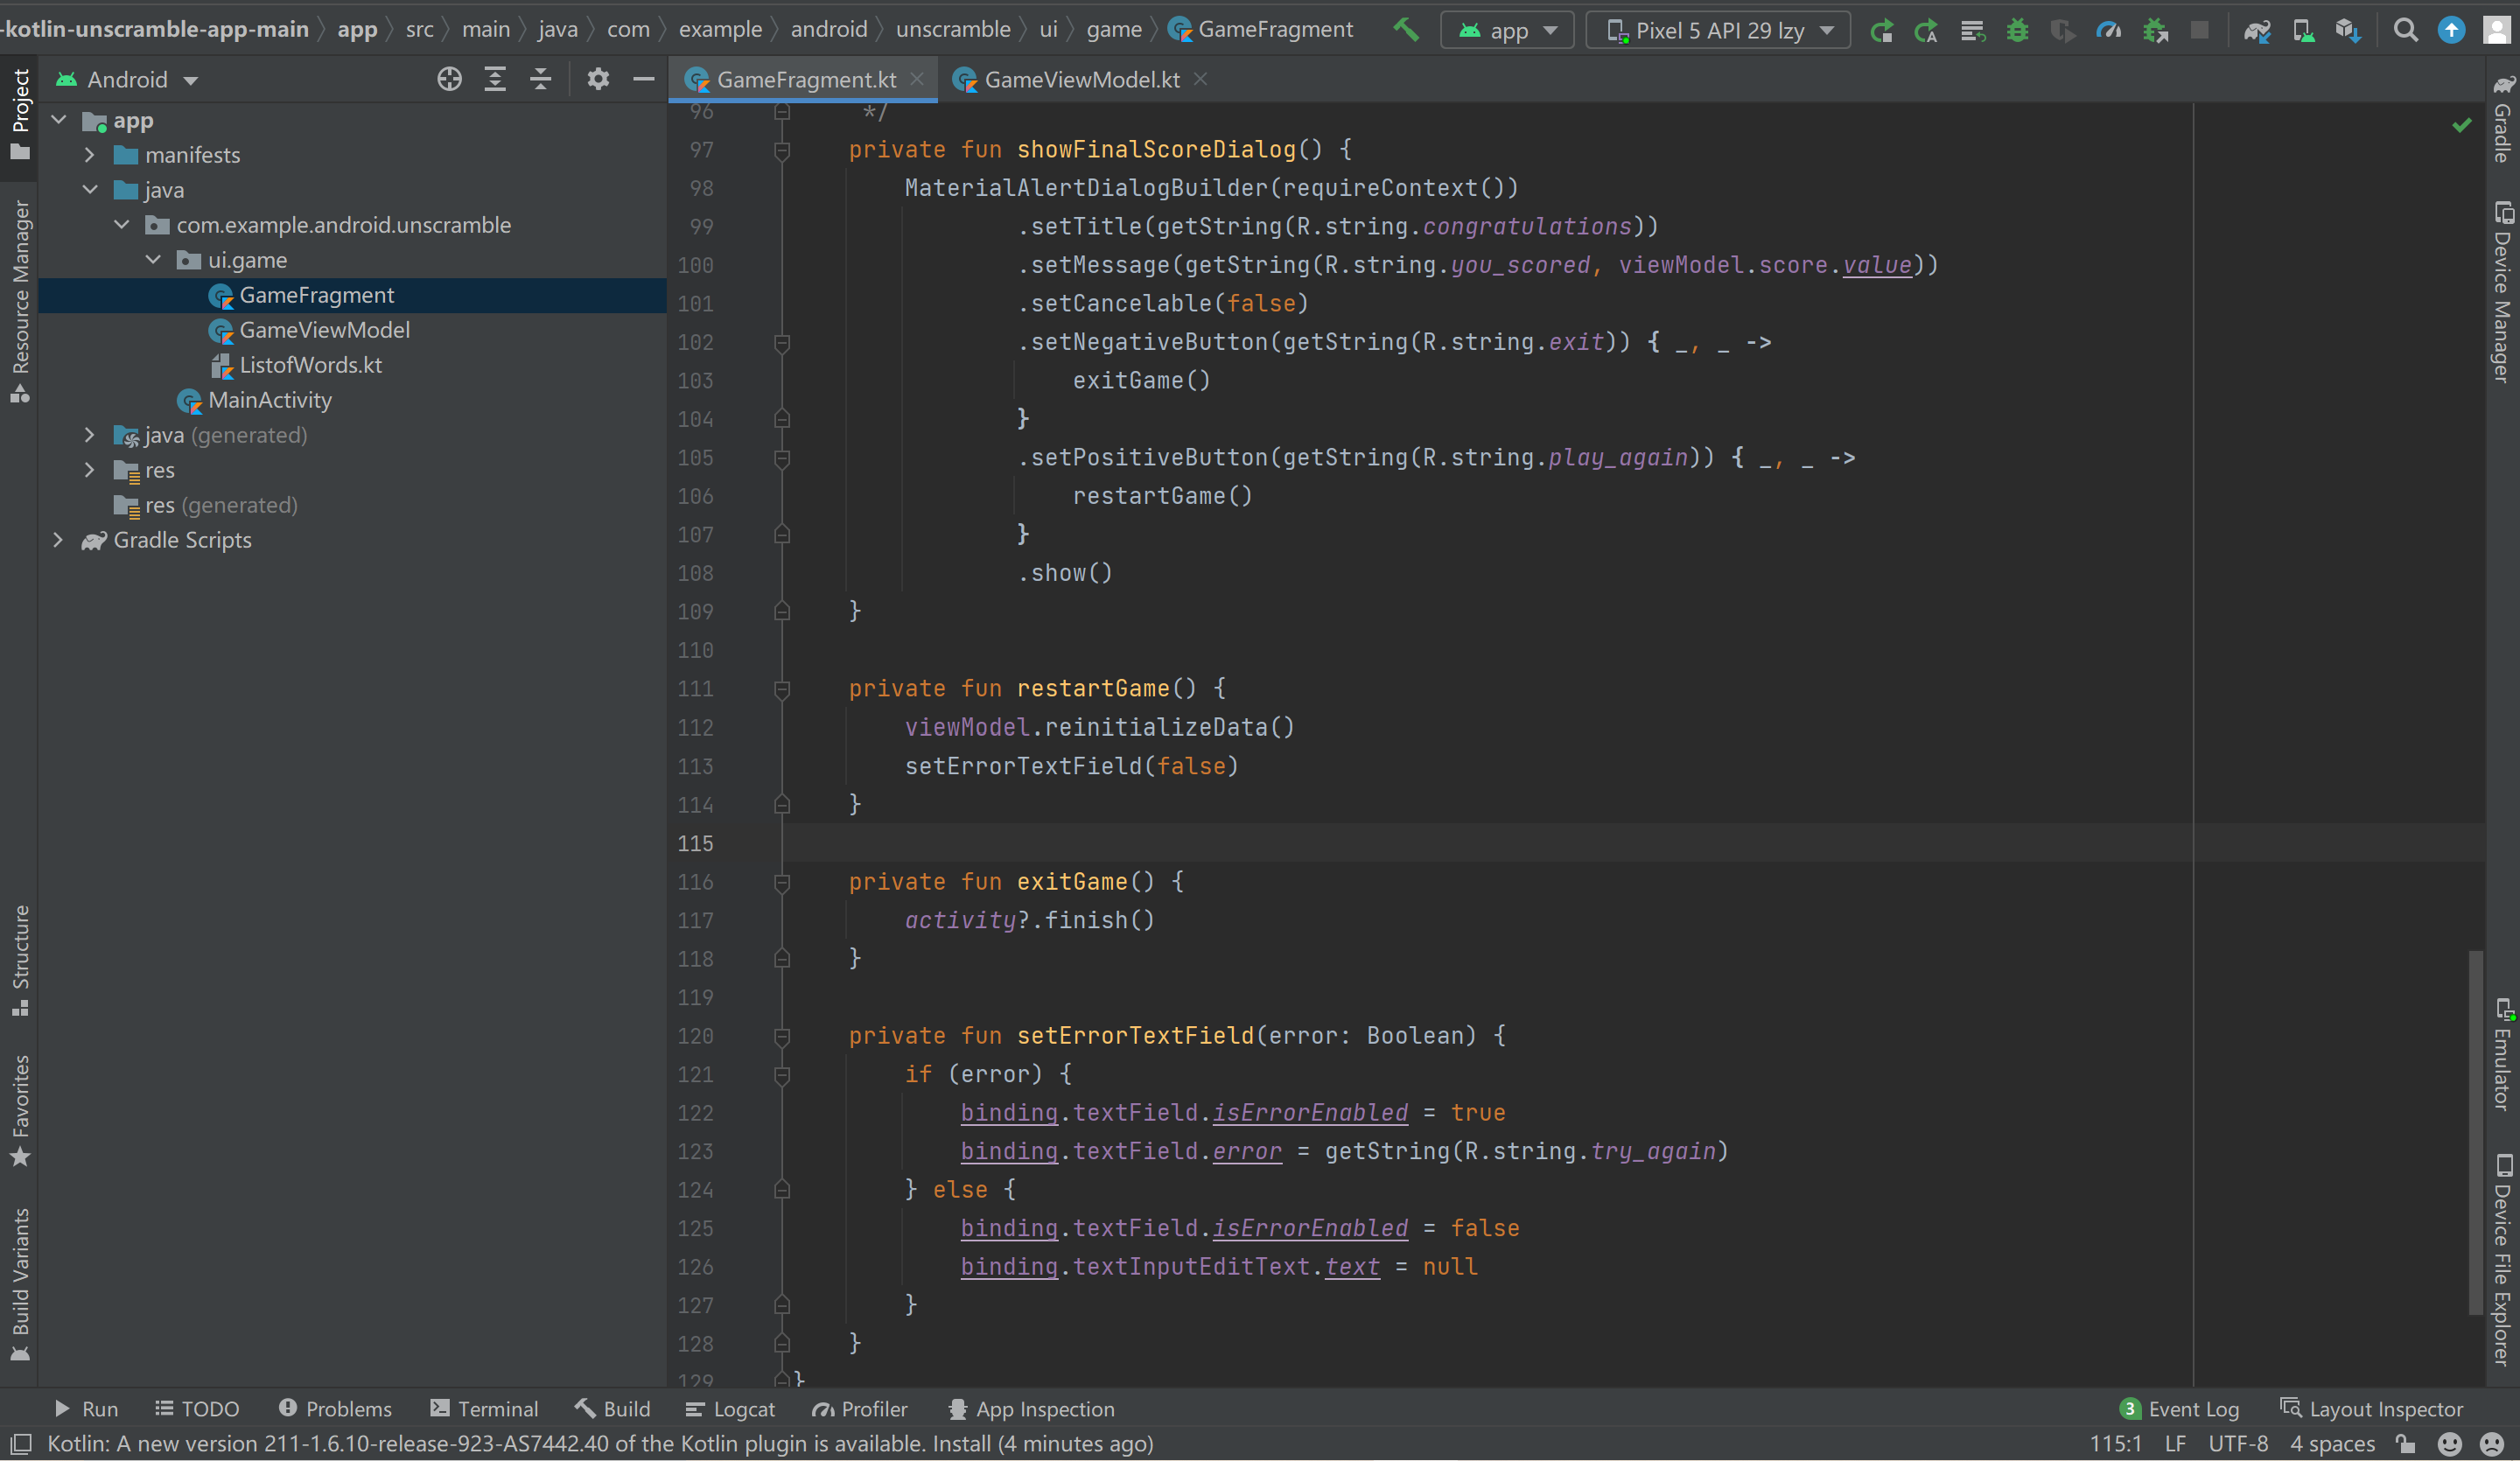 -kotlin-unscramble-app-main app src main java com example android unscramble ui game GameFragment app Pixel 5 API 29 lzy
Project
Android
GameFragment.kt GameViewModel.kt
app
manifests
java
com.example.android.unscramble
ui.game
GameFragment
GameViewModel
ListofWords.kt
MainActivity
java (generated)
res
res (generated)
Gradle Scripts
Resource Manager
Structure
Favorites
Build Variants
96 */
97 private fun showFinalScoreDialog() {
98 MaterialAlertDialogBuilder(requireContext())
99 .setTitle(getString(R.string.congratulations))
100 .setMessage(getString(R.string.you_scored, viewModel.score.value))
101 .setCancelable(false)
102 .setNegativeButton(getString(R.string.exit)) { _, _ ->
103 exitGame()
104 }
105 .setPositiveButton(getString(R.string.play_again)) { _, _ ->
106 restartGame()
107 }
108 .show()
109 }
110
111 private fun restartGame() {
112 viewModel.reinitializeData()
113 setErrorTextField(false)
114 }
115
116 private fun exitGame() {
117 activity?.finish()
118 }
119
120 private fun setErrorTextField(error: Boolean) {
121 if (error) {
122 binding.textField.isErrorEnabled = true
123 binding.textField.error = getString(R.string.try_again)
124 } else {
125 binding.textField.isErrorEnabled = false
126 binding.textInputEditText.text = null
127 }
128 }
129 }
Gradle
Device Manager
Emulator
Device File Explorer
Run TODO Problems Terminal Build Logcat Profiler App Inspection 3 Event Log Layout Inspector
Kotlin: A new version 211-1.6.10-release-923-AS7442.40 of the Kotlin plugin is available. Install (4 minutes ago) 115:1 LF UTF-8 4 spaces